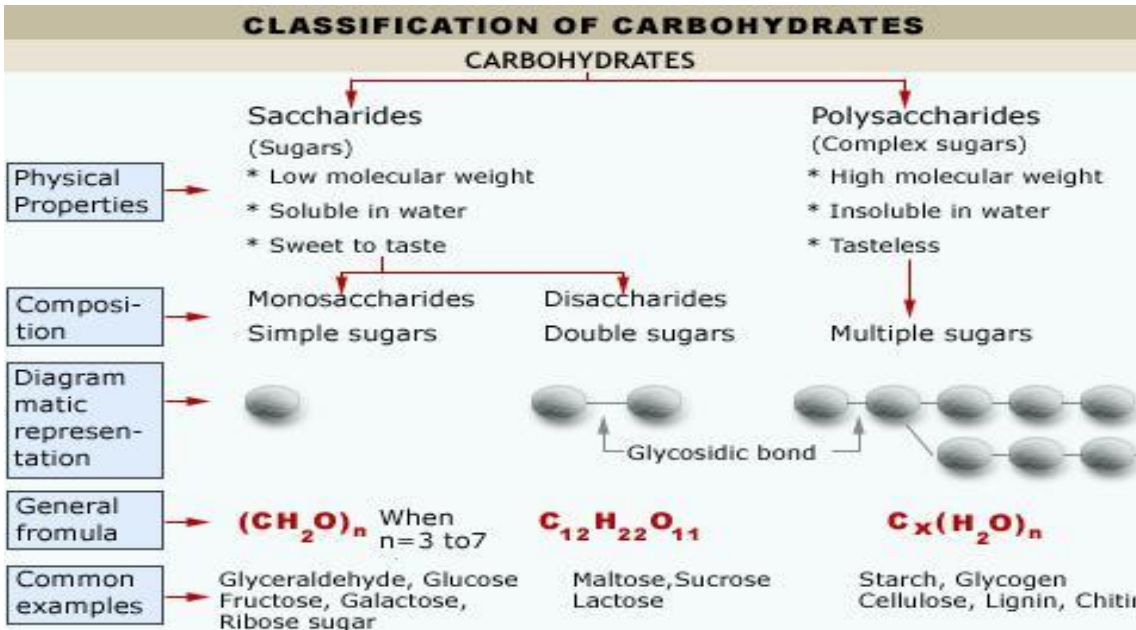 CLASSIFICATION OF CARBOHYDRATES
CARBOHYDRATES
Saccharides
(Sugars)
Polysaccharides
(Complex sugars)
Physical
Properties
* Low molecular weight
* Soluble in water
* Sweet to taste
* High molecular weight
* Insoluble in water
* Tasteless
Composi-
tion
Monosaccharides
Simple sugars
Disaccharides
Double sugars
Multiple sugars
Diagram
matic
represen-
tation
Glycosidic bond
General
fromula
(CH₂O)ₙ When
n=3 to7
C₁₂H₂₂O₁₁
Cₓ(H₂O)ₙ
Common
examples
Glyceraldehyde, Glucose
Fructose, Galactose,
Ribose sugar
Maltose,Sucrose
Lactose
Starch, Glycogen
Cellulose, Lignin, Chitin